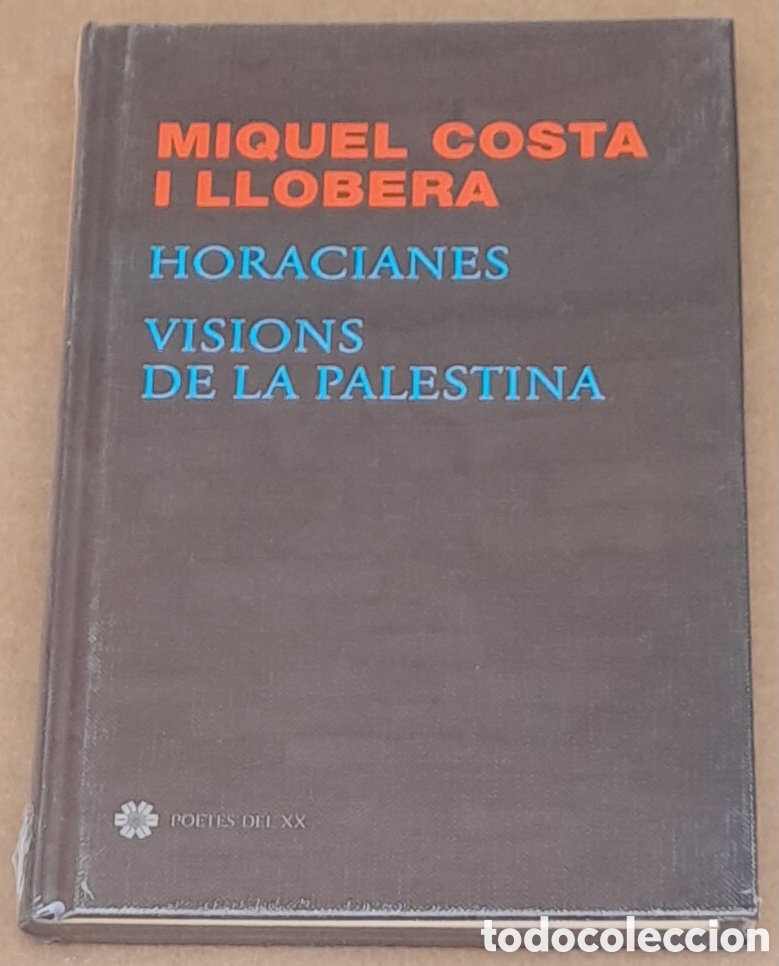 MIQUEL COSTA
I LLOBERA
HORACIANES
VISIONS
DE LA PALESTINA
POETES DEL XX
todocoleccion